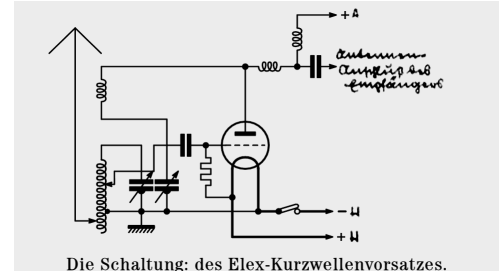 +A
Antennen-
Anschluß des
Empfängers
-H
+H
Die Schaltung: des Elex-Kurzwellenvorsatzes.